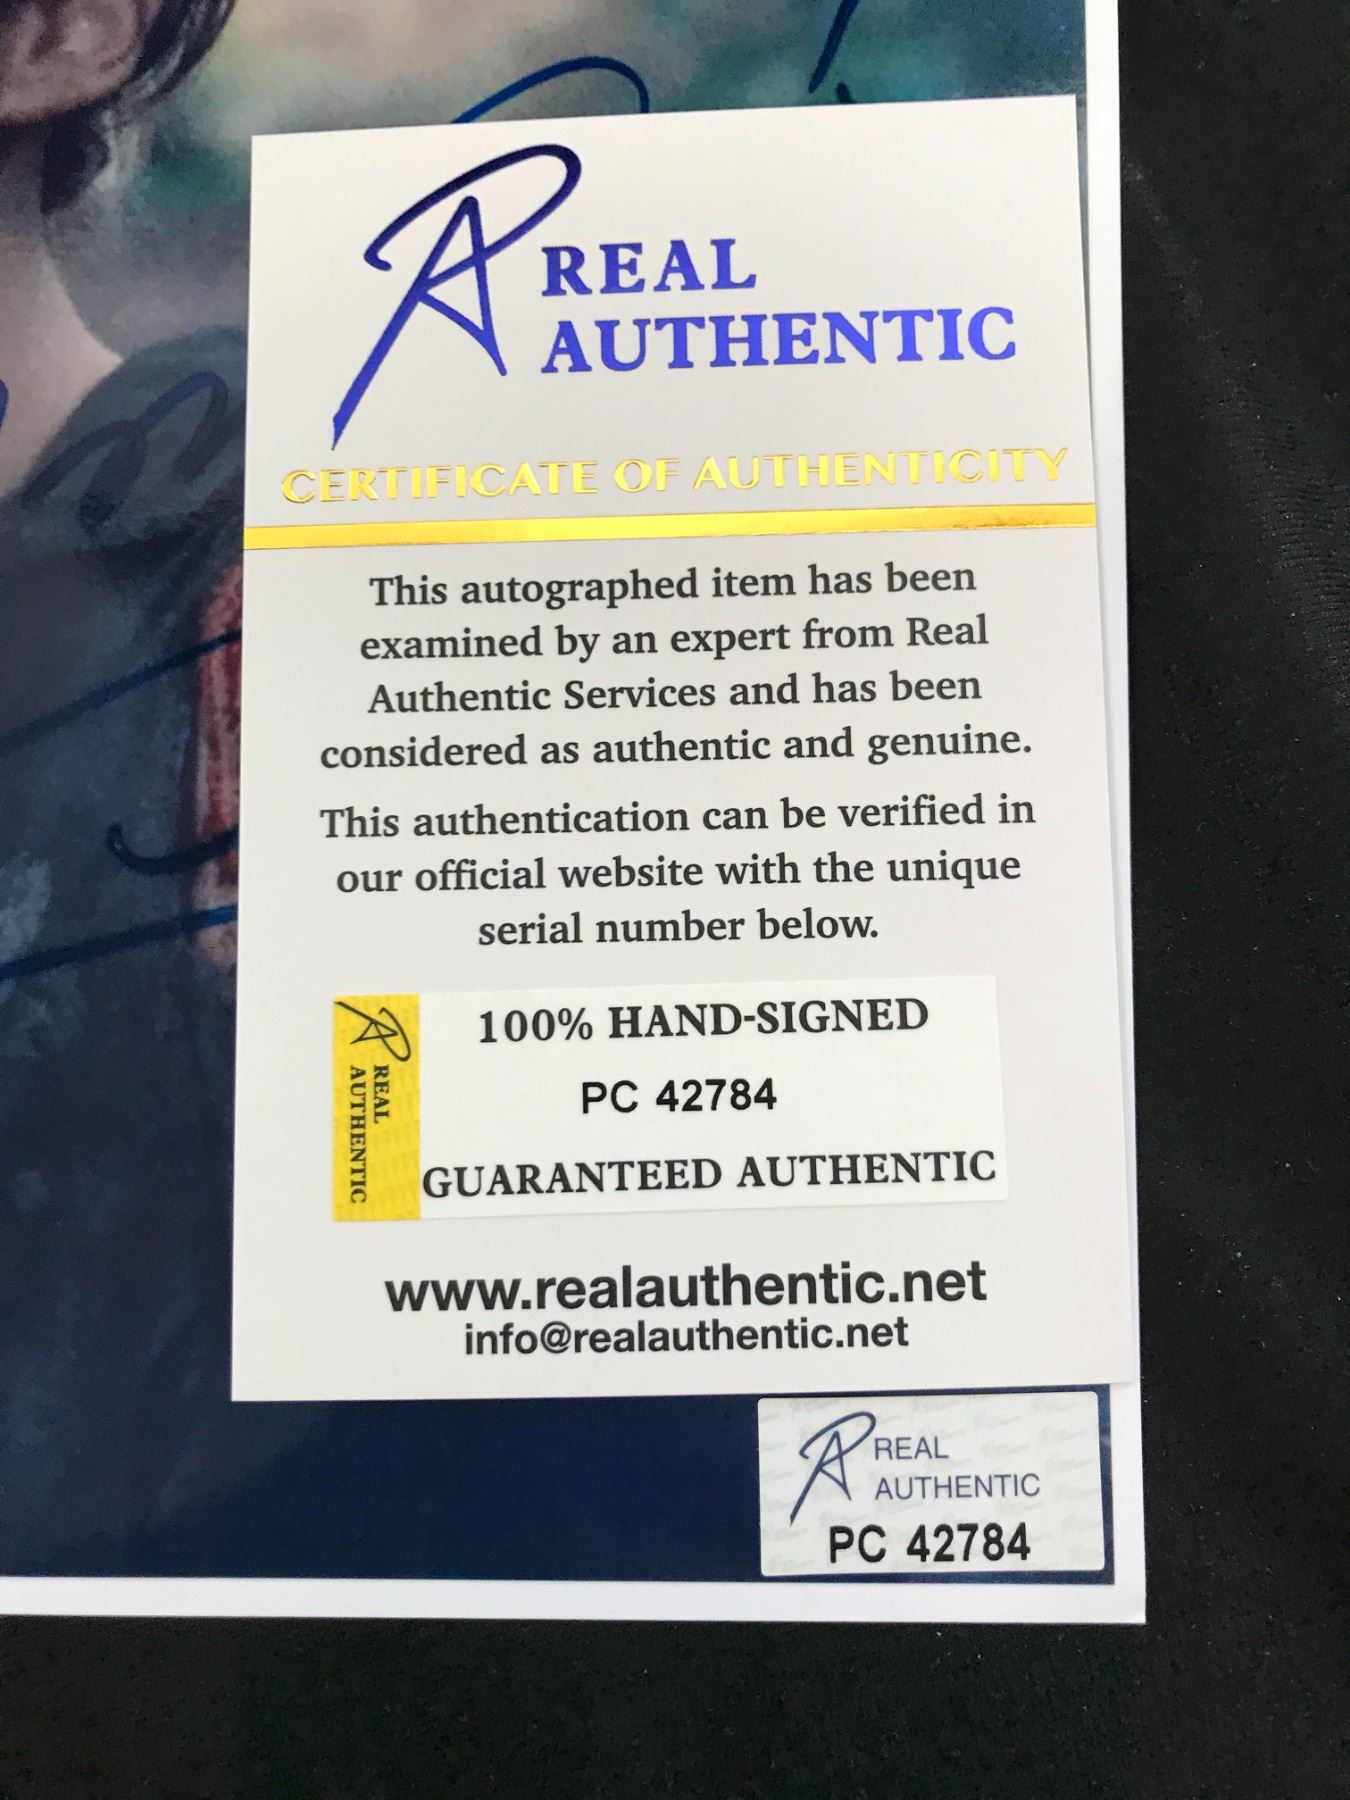 REAL
AUTHENTIC
CERTIFICATE OF AUTHENTICITY
This autographed item has been
examined by an expert from Real
Authentic Services and has been
considered as authentic and genuine.
This authentication can be verified in
our official website with the unique
serial number below.
REAL
AUTHENTIC
100% HAND-SIGNED
PC 42784
GUARANTEED AUTHENTIC
www.realauthentic.net
info@realauthentic.net
REAL
AUTHENTIC
PC 42784